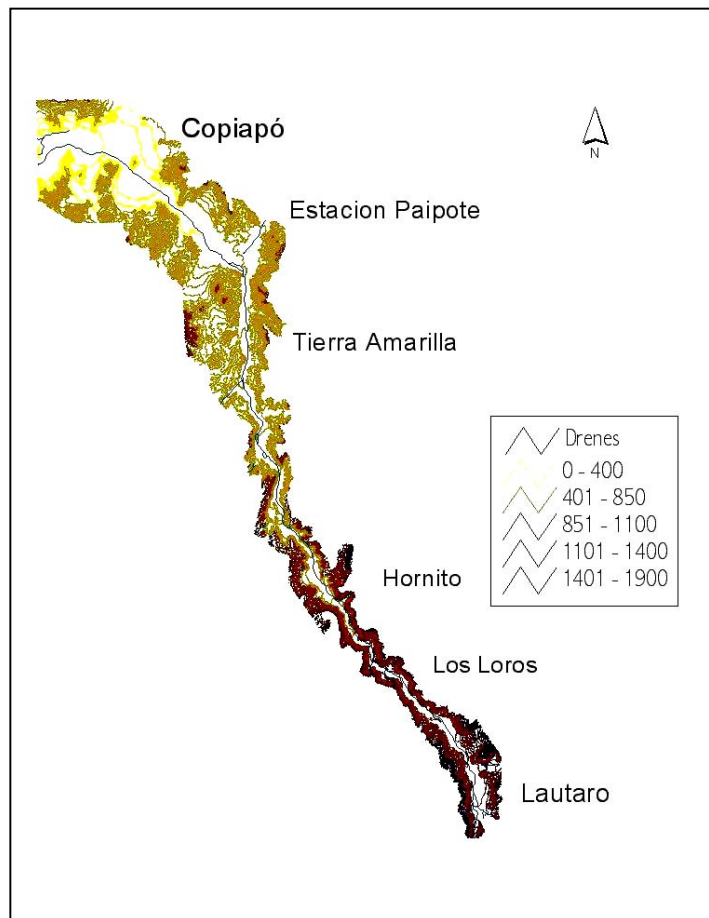 Copiapó
N
Estacion Paipote
Tierra Amarilla
Drenes
0 - 400
401 - 850
851 - 1100
1101 - 1400
1401 - 1900
Hornito
Los Loros
Lautaro